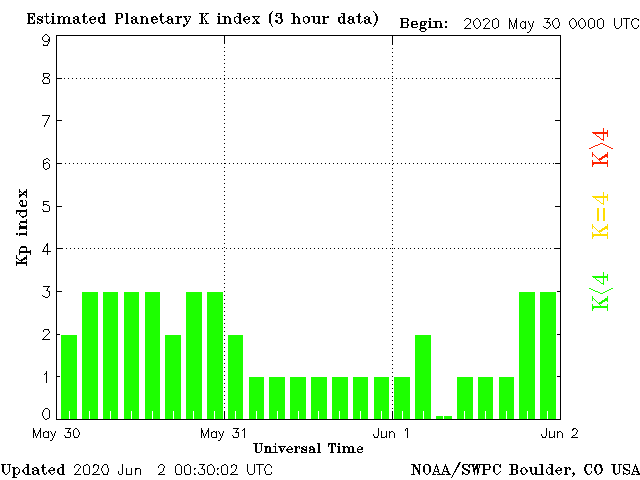 Estimated Planetary K index (3 hour data)
Begin: 2020 May 30 0000 UTC
9
8
7
6
5
4
3
2
1
0
Kp index
K>4
K=4
K<4
May 30
May 31
Jun 1
Jun 2
Universal Time
Updated 2020 Jun 2 00:30:02 UTC
NOAA/SWPC Boulder, CO USA